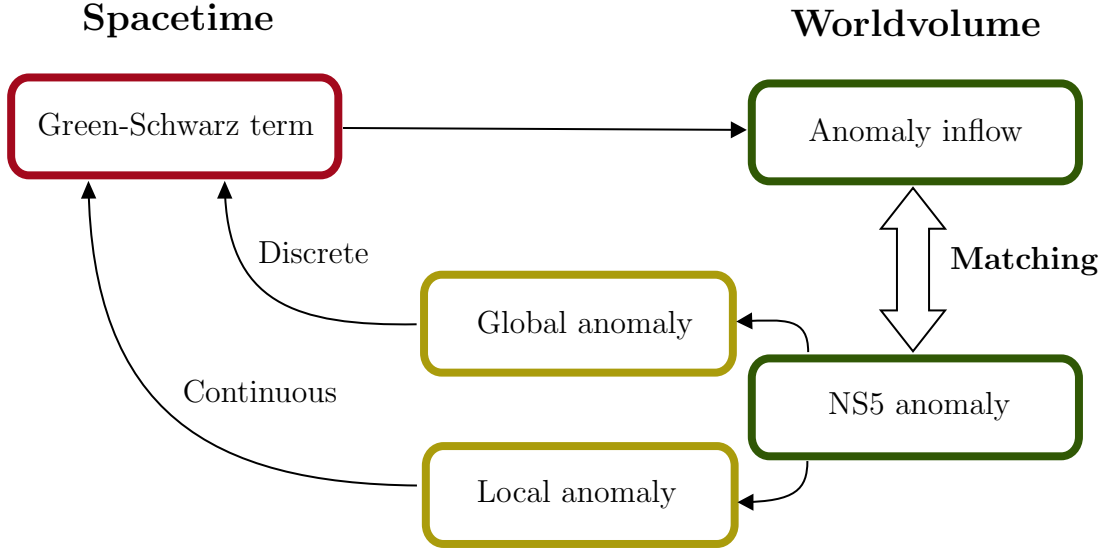 Spacetime
Worldvolume
Green-Schwarz term
Anomaly inflow
Discrete
Matching
Global anomaly
Continuous
NS5 anomaly
Local anomaly